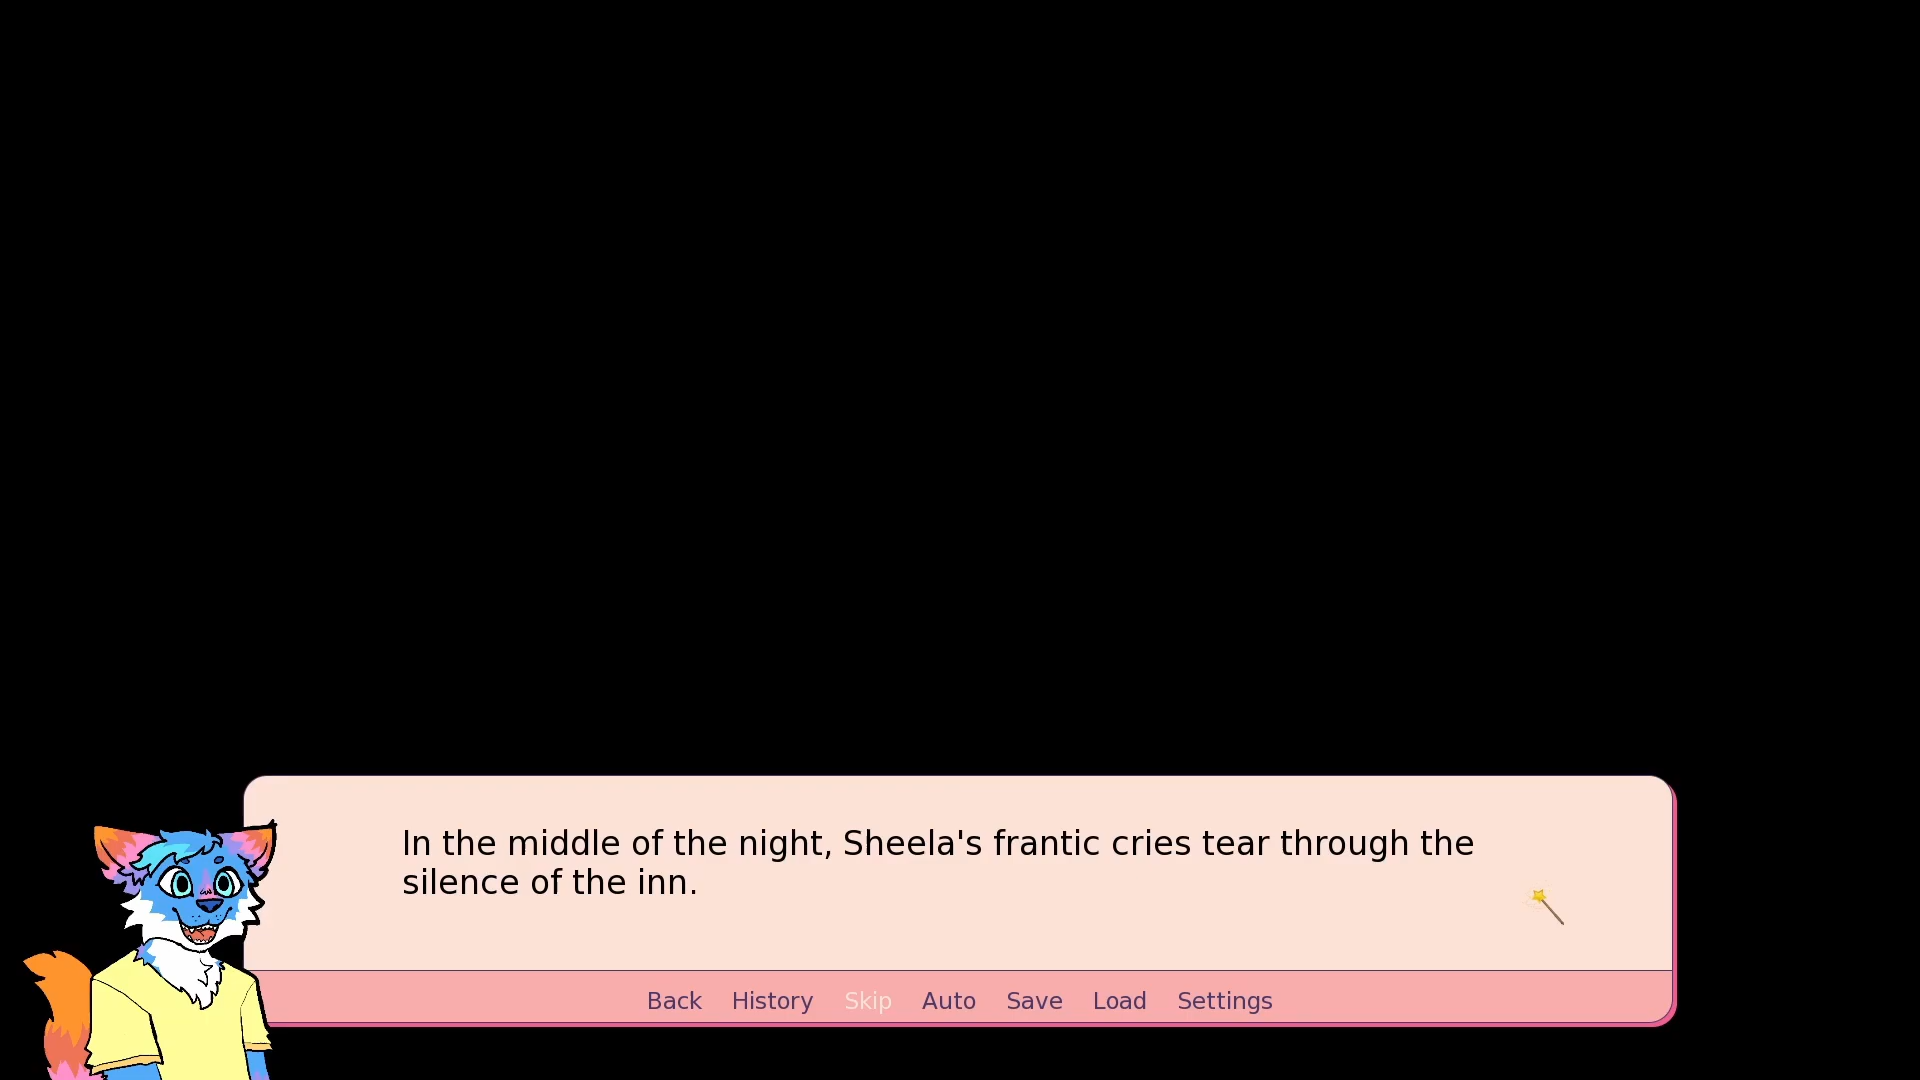 In the middle of the night, Sheela's frantic cries tear through the
silence of the inn.
Back History Skip Auto Save Load Settings